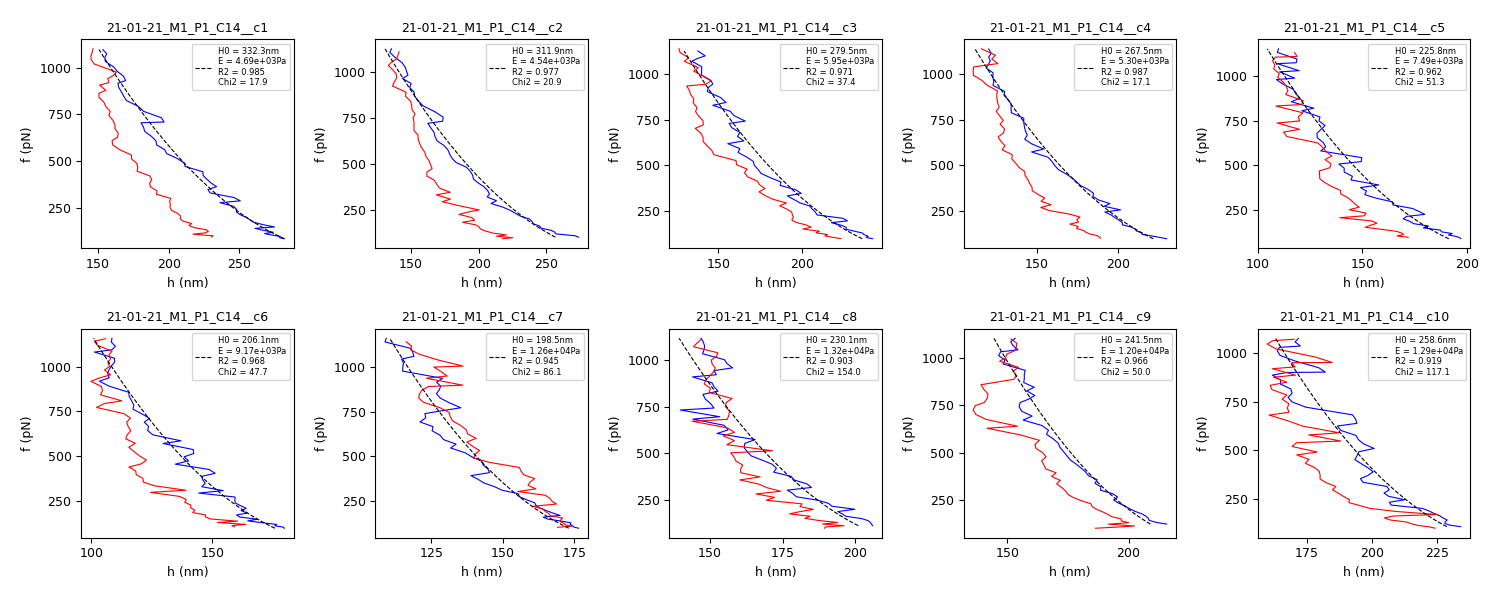 21-01-21_M1_P1_C14__c1
H0 = 332.3nm
E = 4.69e+03Pa
R2 = 0.985
Chi2 = 17.9
1000
750
500
250
f (pN)
150 200 250
h (nm)
21-01-21_M1_P1_C14__c2
H0 = 311.9nm
E = 4.54e+03Pa
R2 = 0.977
Chi2 = 20.9
1000
750
500
250
f (pN)
150 200 250
h (nm)
21-01-21_M1_P1_C14__c3
H0 = 279.5nm
E = 5.95e+03Pa
R2 = 0.971
Chi2 = 37.4
1000
750
500
250
f (pN)
150 200
h (nm)
21-01-21_M1_P1_C14__c4
H0 = 267.5nm
E = 5.30e+03Pa
R2 = 0.987
Chi2 = 17.1
1000
750
500
250
f (pN)
150 200
h (nm)
21-01-21_M1_P1_C14__c5
H0 = 225.8nm
E = 7.49e+03Pa
R2 = 0.962
Chi2 = 51.3
1000
750
500
250
f (pN)
100 150 200
h (nm)
21-01-21_M1_P1_C14__c6
H0 = 206.1nm
E = 9.17e+03Pa
R2 = 0.968
Chi2 = 47.7
1000
750
500
250
f (pN)
100 150
h (nm)
21-01-21_M1_P1_C14__c7
H0 = 198.5nm
E = 1.26e+04Pa
R2 = 0.945
Chi2 = 86.1
1000
750
500
250
f (pN)
125 150 175
h (nm)
21-01-21_M1_P1_C14__c8
H0 = 230.1nm
E = 1.32e+04Pa
R2 = 0.903
Chi2 = 154.0
1000
750
500
250
f (pN)
150 175 200
h (nm)
21-01-21_M1_P1_C14__c9
H0 = 241.5nm
E = 1.20e+04Pa
R2 = 0.966
Chi2 = 50.0
1000
750
500
250
f (pN)
150 200
h (nm)
21-01-21_M1_P1_C14__c10
H0 = 258.6nm
E = 1.29e+04Pa
R2 = 0.919
Chi2 = 117.1
1000
750
500
250
f (pN)
175 200 225
h (nm)